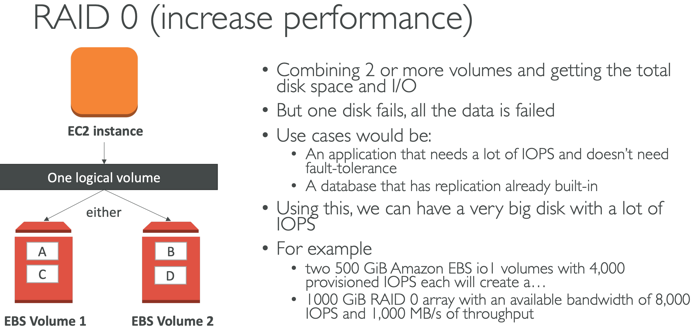 RAID 0 (increase performance)
EC2 instance
One logical volume
either
A
C
B
D
EBS Volume 1
EBS Volume 2
• Combining 2 or more volumes and getting the total
disk space and I/O
• But one disk fails, all the data is failed
• Use cases would be:
• An application that needs a lot of IOPS and doesn't need
fault-tolerance
• A database that has replication already built-in
• Using this, we can have a very big disk with a lot of
IOPS
• For example
• two 500 GiB Amazon EBS io1 volumes with 4,000
provisioned IOPS each will create a…
• 1000 GiB RAID 0 array with an available bandwidth of 8,000
IOPS and 1,000 MB/s of throughput